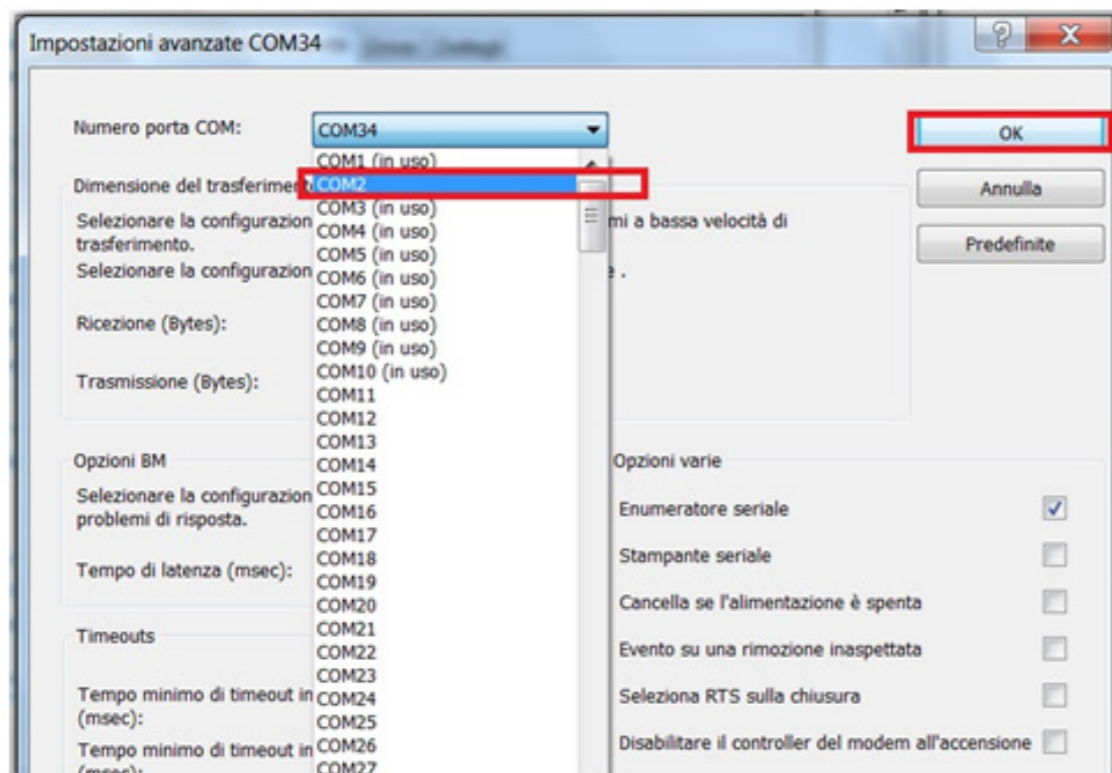 Impostazioni avanzate COM34
Numero porta COM:
COM34
OK
COM1 (in uso)
Dimensione del trasferiment
COM2
Annulla
COM3 (in uso)
Selezionare la configurazion
mi a bassa velocità di
trasferimento.
COM4 (in uso)
Predefinite
COM5 (in uso)
Selezionare la configurazion
e .
COM6 (in uso)
COM7 (in uso)
Ricezione (Bytes):
COM8 (in uso)
COM9 (in uso)
COM10 (in uso)
Trasmissione (Bytes):
COM11
COM12
COM13
Opzioni BM
COM14
Opzioni varie
Selezionare la configurazion
COM15
problemi di risposta.
COM16
Enumeratore seriale
COM17
COM18
Stampante seriale
Tempo di latenza (msec):
COM19
COM20
Cancella se l'alimentazione è spenta
COM21
Timeouts
COM22
Evento su una rimozione inaspettata
COM23
Tempo minimo di timeout in
COM24
Seleziona RTS sulla chiusura
(msec):
COM25
Tempo minimo di timeout in
COM26
Disabilitare il controller del modem all'accensione
(msec):
COM27